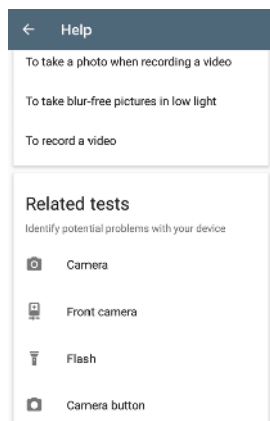 Help
To take a photo when recording a video
To take blur-free pictures in low light
To record a video
Related tests
Identify potential problems with your device
Camera
Front camera
Flash
Camera button